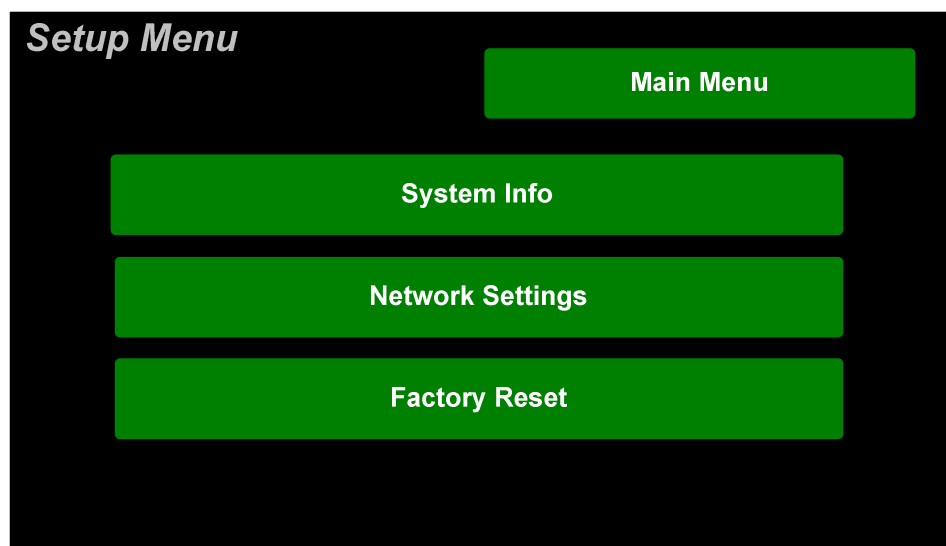 Setup Menu
Main Menu
System Info
Network Settings
Factory Reset